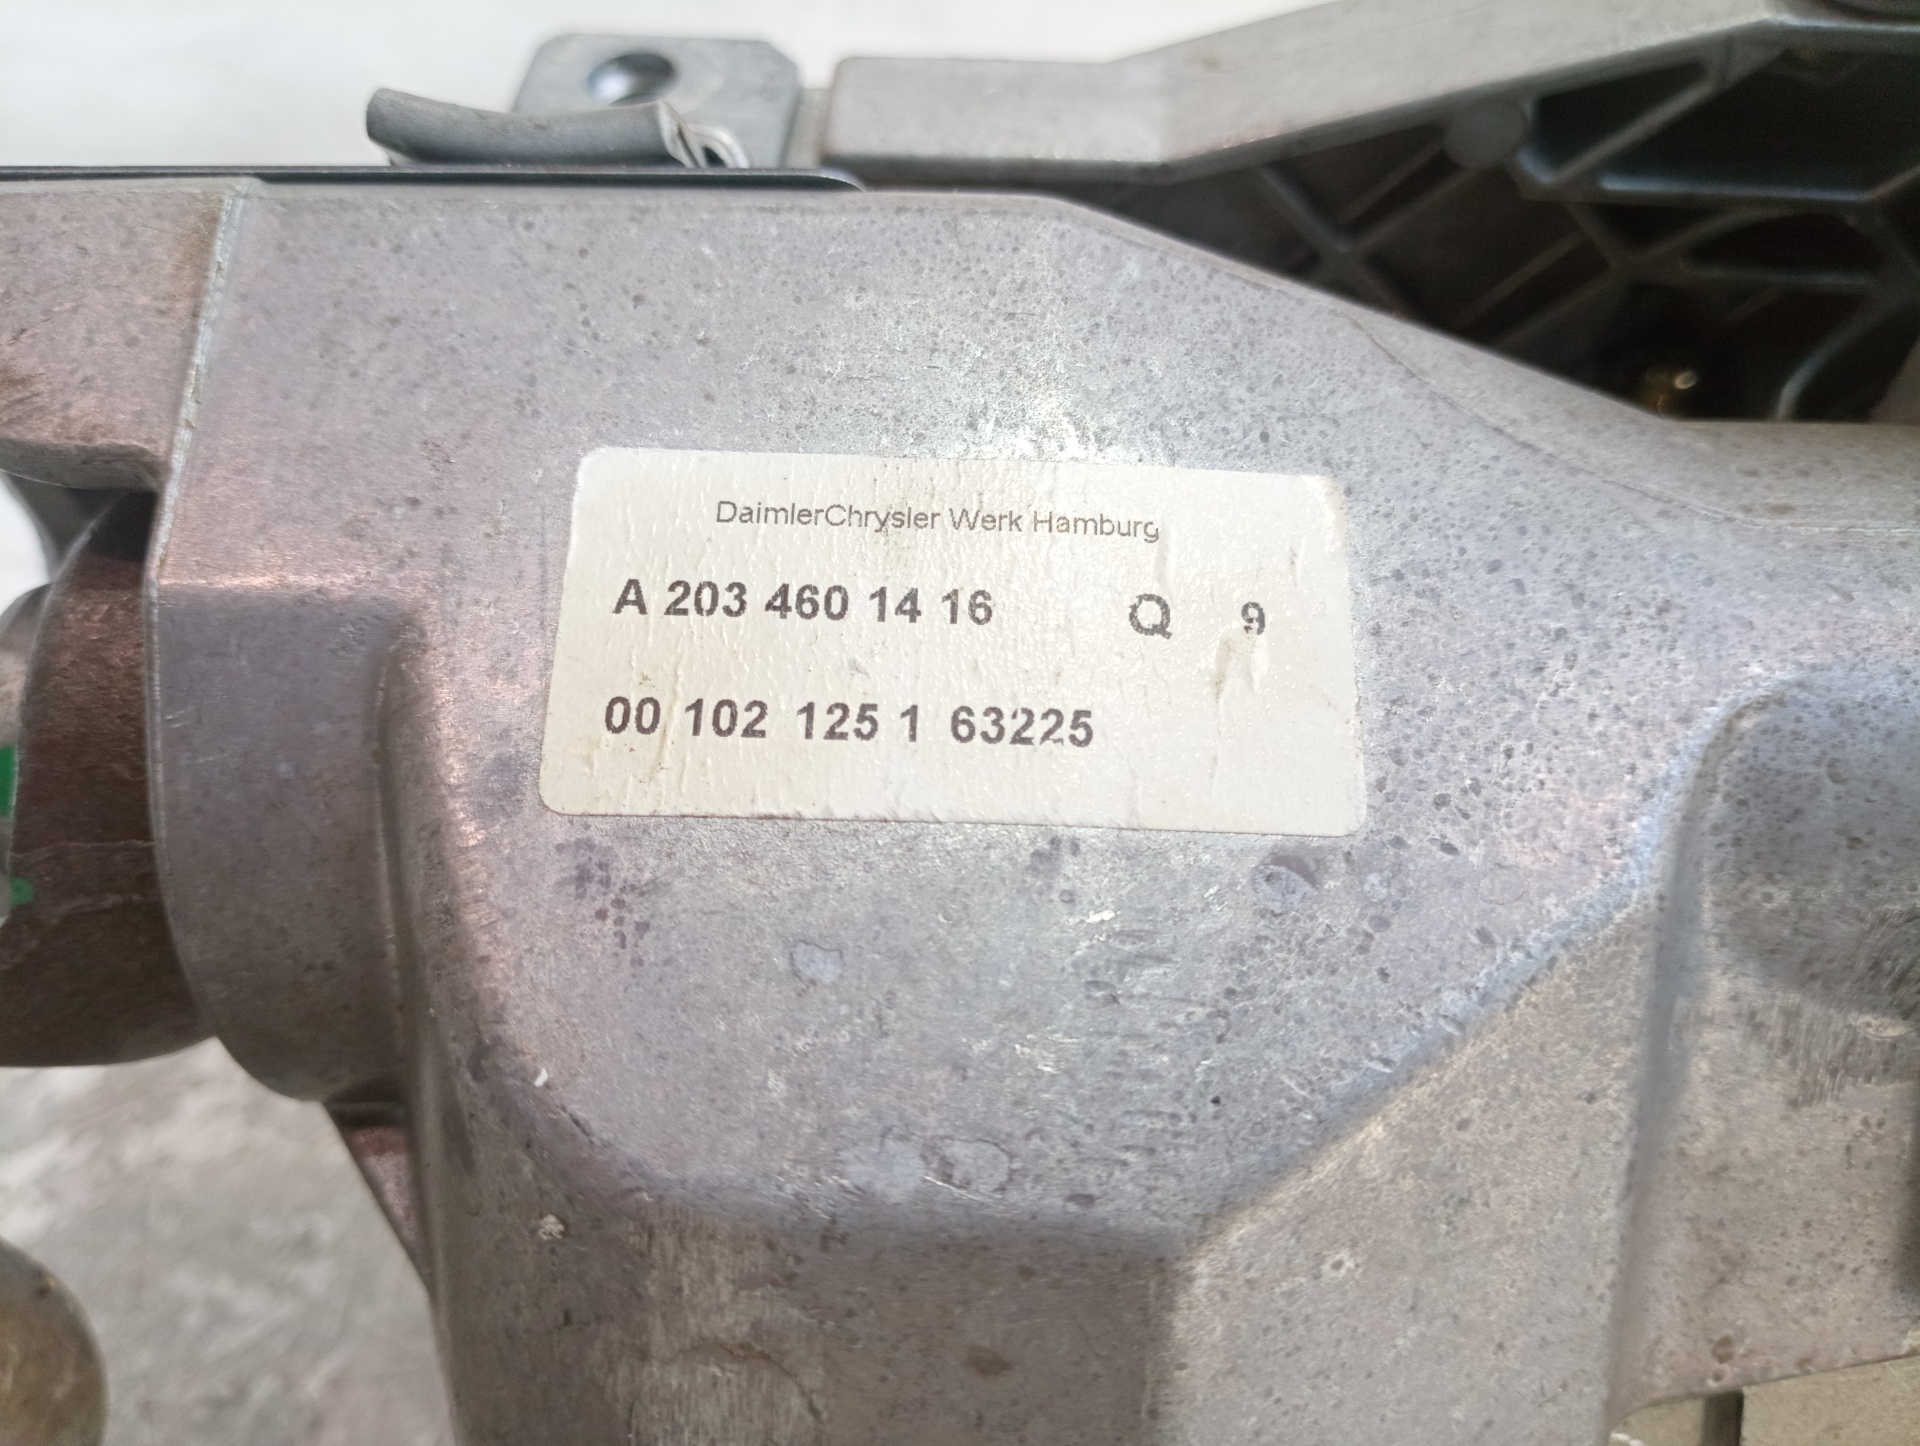 DaimlerChrysler Werk Hamburg
A 203 460 14 16 Q 9
00 102 125 1 63225